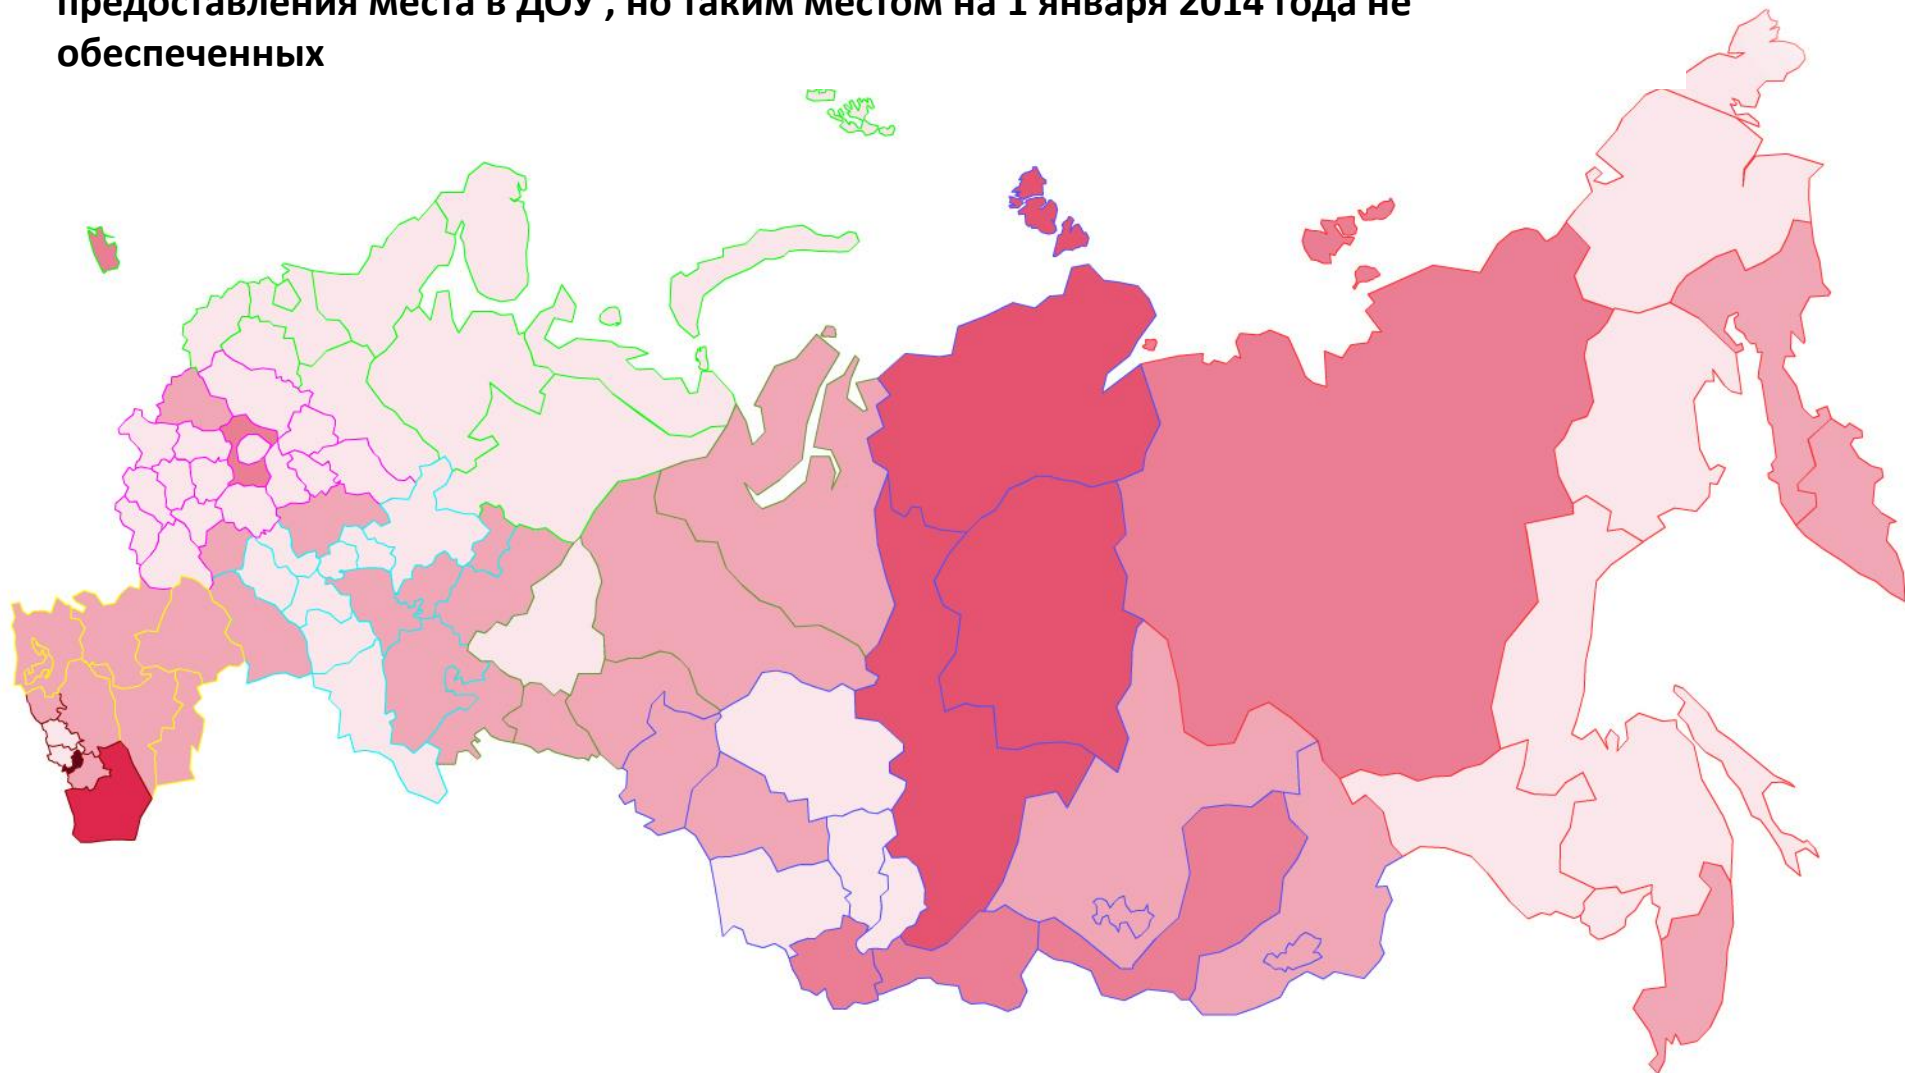 предоставления места в ДОУ , но таким местом на 1 января 2014 года не
обеспеченных